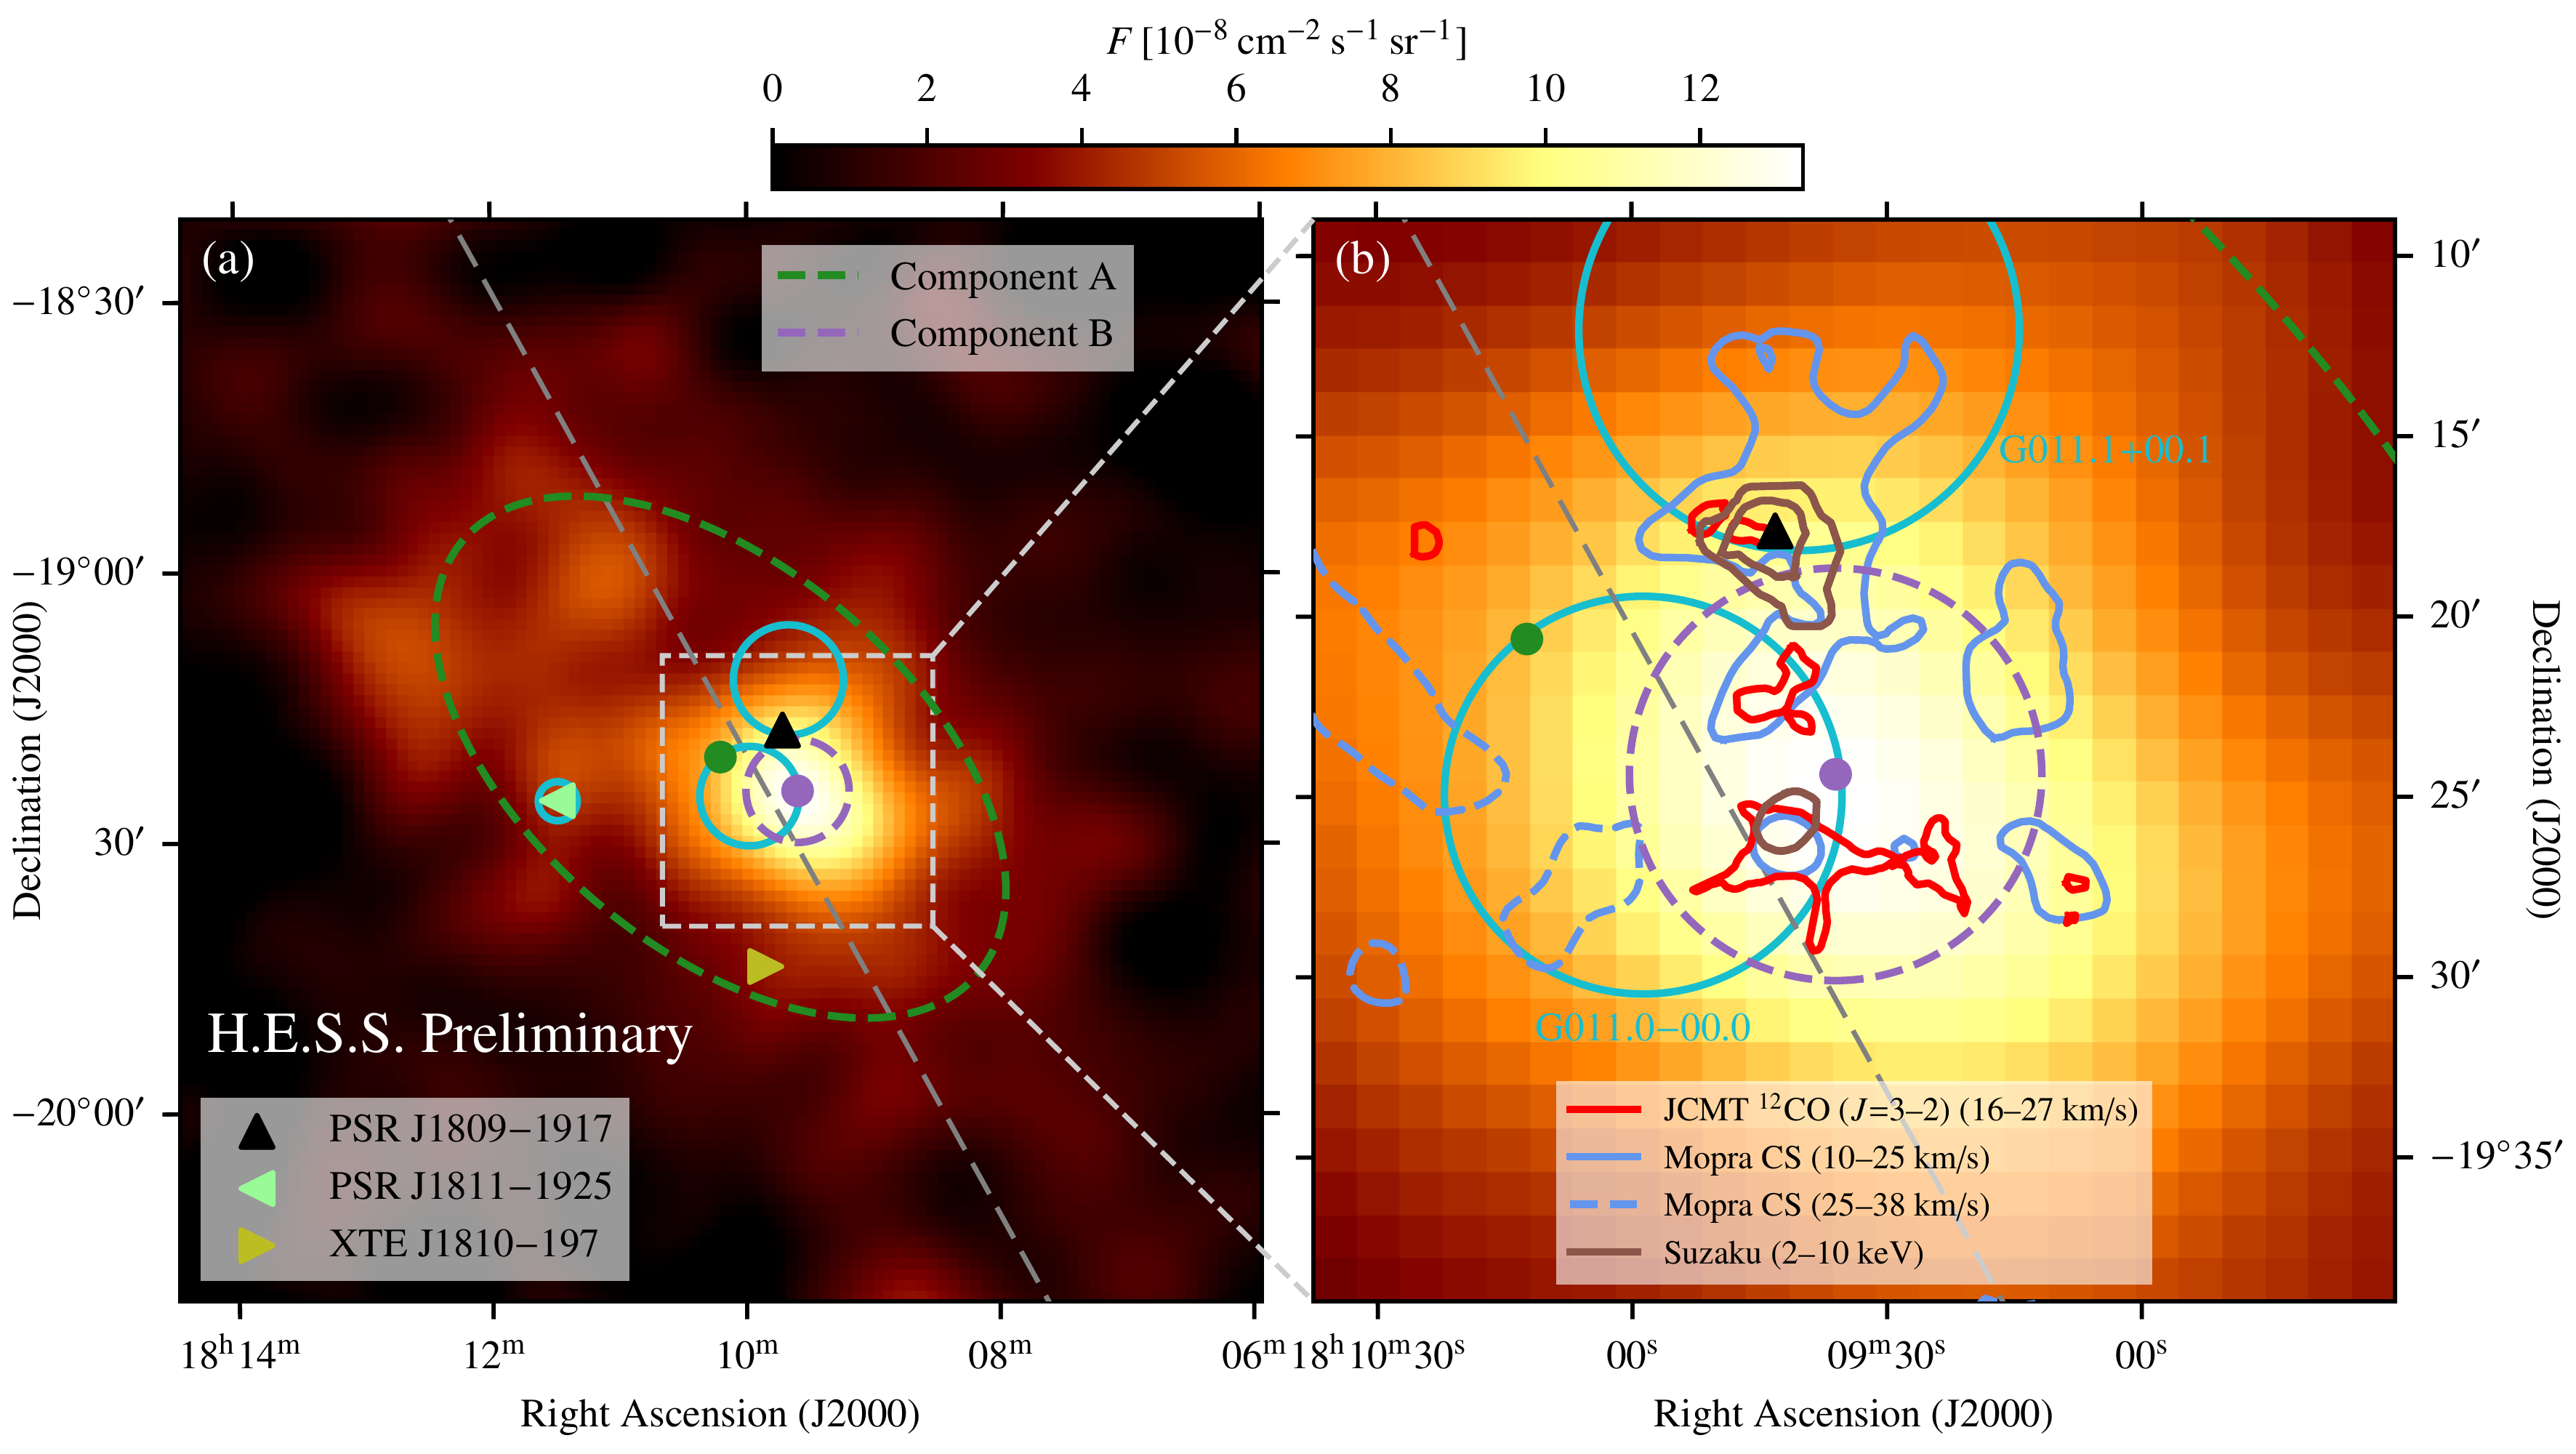 F [10⁻⁸ cm⁻² s⁻¹ sr⁻¹]
0 2 4 6 8 10 12
(a)
Component A
Component B
−18°30′
−19°00′
30′
−20°00′
Declination (J2000)
H.E.S.S. Preliminary
PSR J1809−1917
PSR J1811−1925
XTE J1810−197
18ʰ14ᵐ 12ᵐ 10ᵐ 08ᵐ 06ᵐ
Right Ascension (J2000)
(b)
G011.1+00.1
G011.0−00.0
JCMT ¹²CO (J=3–2) (16–27 km/s)
Mopra CS (10–25 km/s)
Mopra CS (25–38 km/s)
Suzaku (2–10 keV)
10′
15′
20′
25′
30′
−19°35′
Declination (J2000)
18ʰ10ᵐ30ˢ 00ˢ 09ᵐ30ˢ 00ˢ
Right Ascension (J2000)